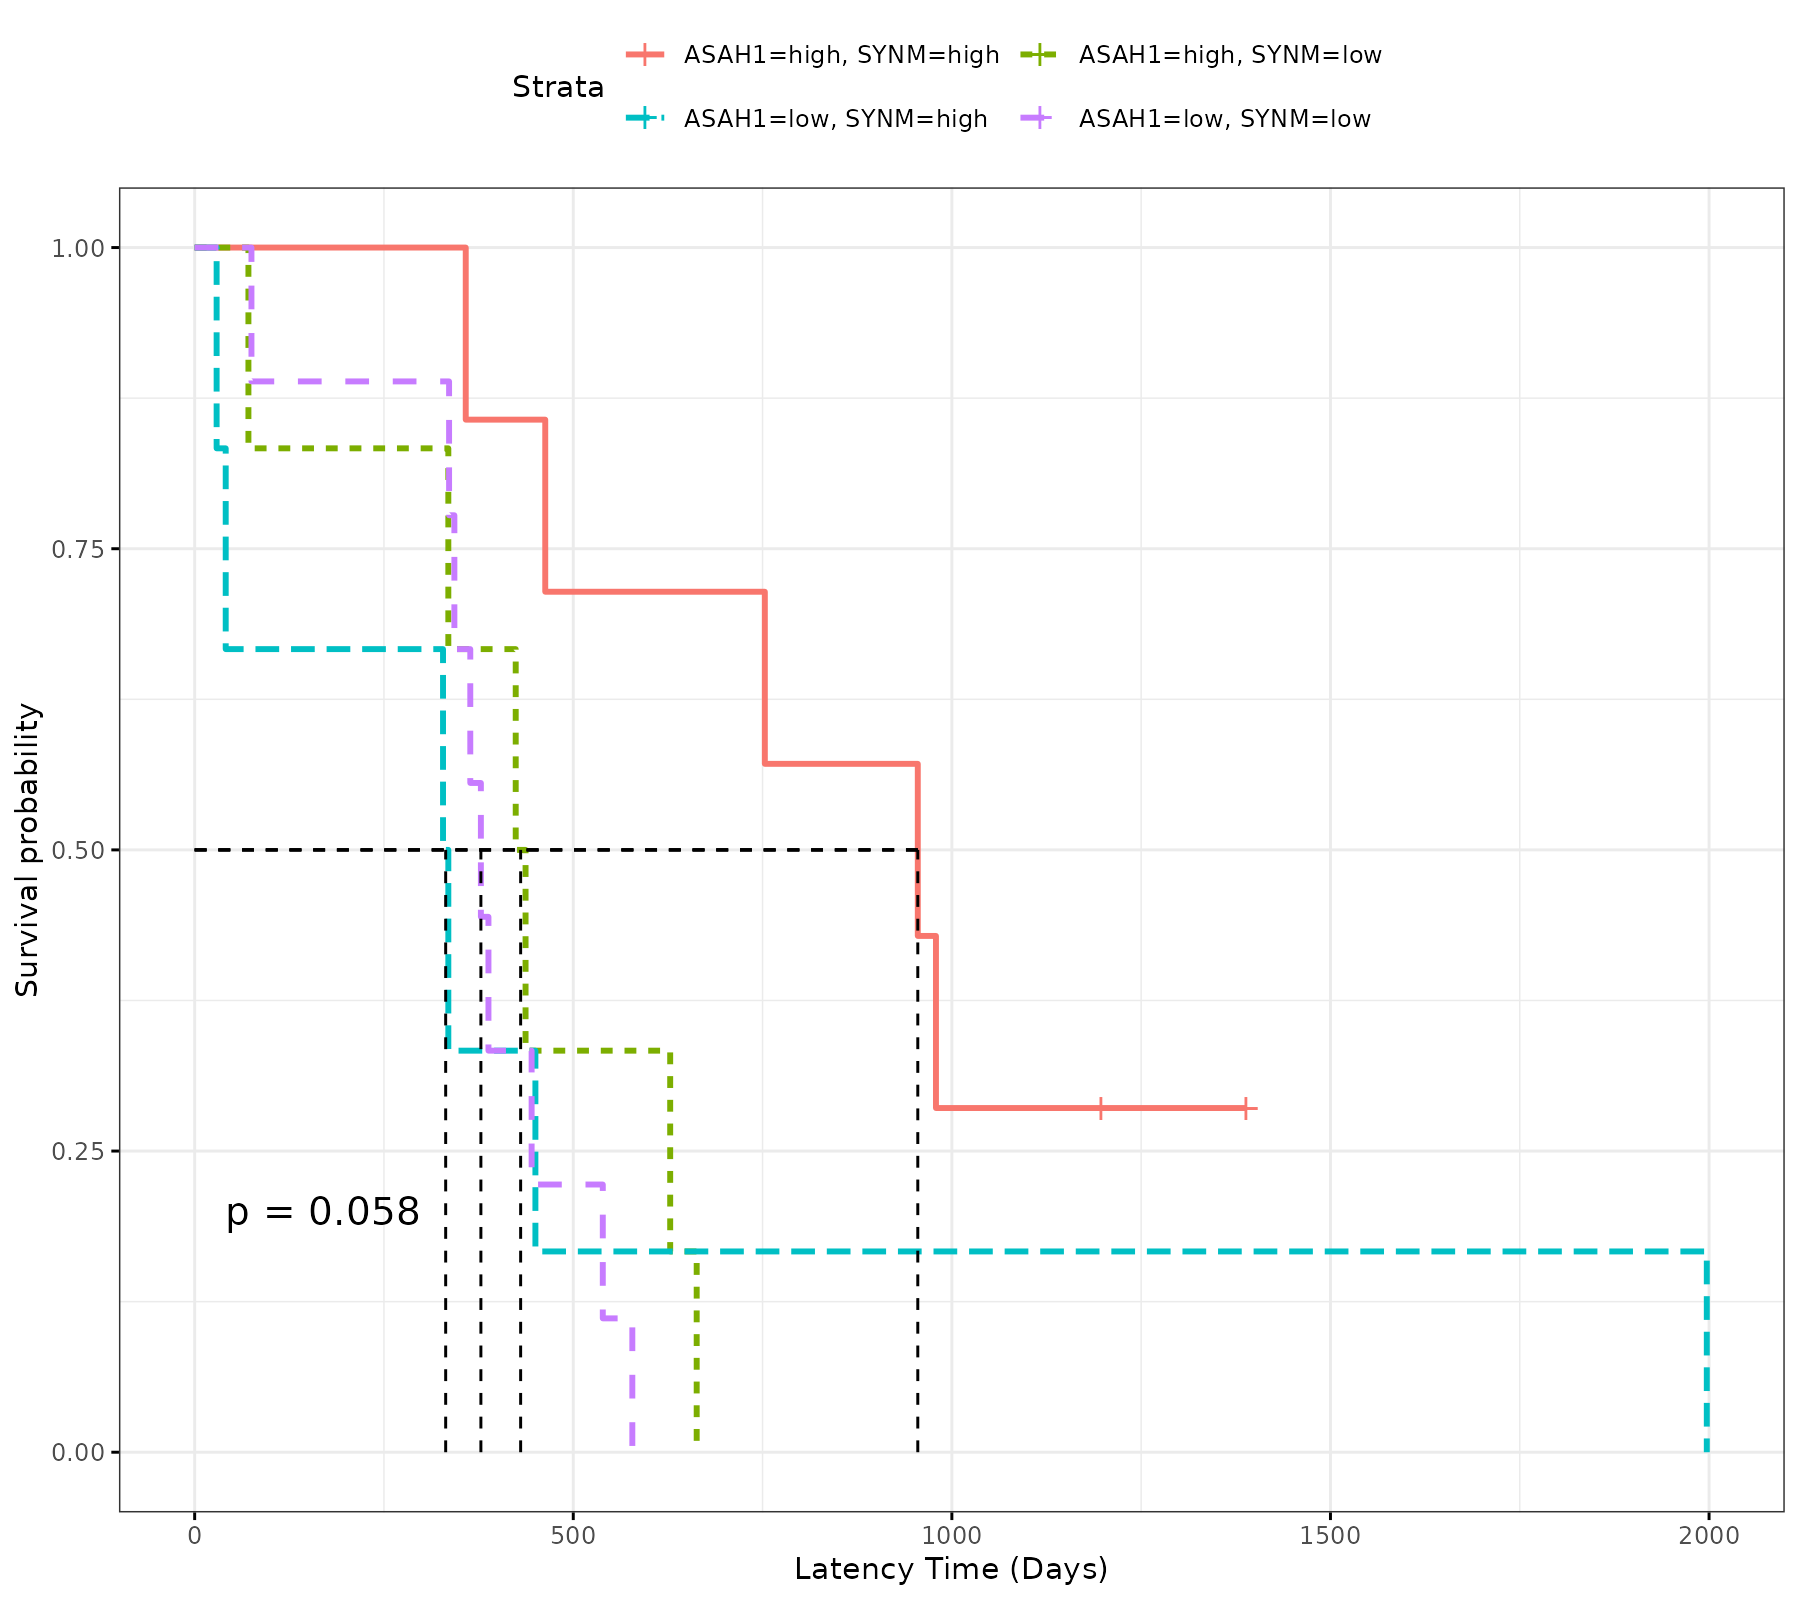 Strata
ASAH1=high, SYNM=high
ASAH1=high, SYNM=low
ASAH1=low, SYNM=high
ASAH1=low, SYNM=low
Survival probability
1.00
0.75
0.50
0.25
0.00
p = 0.058
0
500
1000
1500
2000
Latency Time (Days)